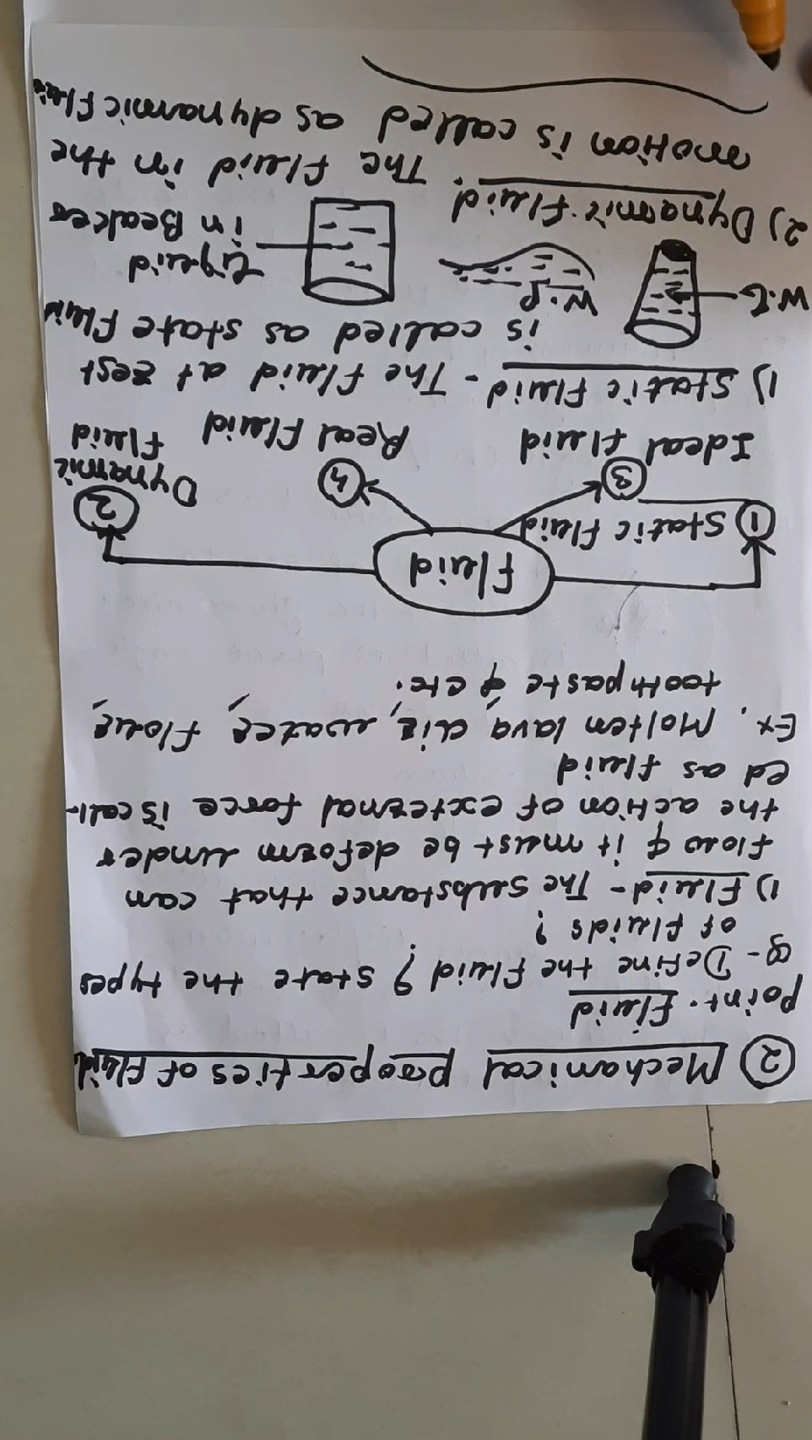 ② Mechanical properties of Fluid
Point. Fluid
Q- Define the fluid? State the types
of Fluids?
1) Fluid - The substance that can
flow & it must be deform under
the action of external force is call-
ed as fluid
Ex. Molten lava, air, water, Flour,
toothpaste & etc.
Fluid
① Static Fluid
② Dynamic
Fluid
③ Ideal fluid
④ Real Fluid
1) Static Fluid - The fluid at rest
is called as state Fluid
W.G
W.P
Liquid
in Beaker
2) Dynamic Fluid. The Fluid in the
motion is called as dynamic Fluid